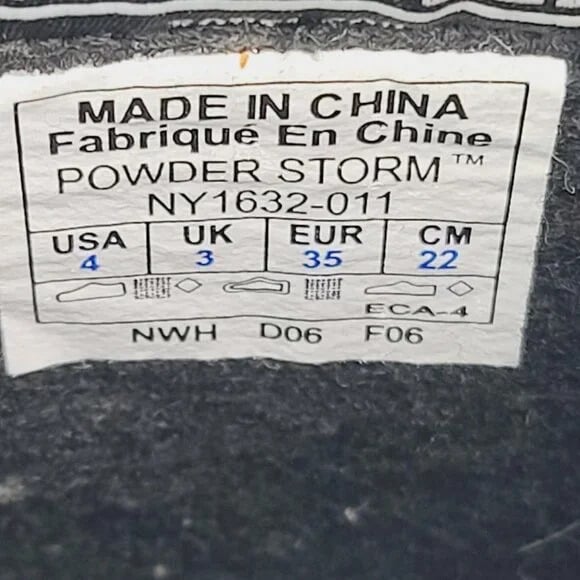 MADE IN CHINA
Fabriqué En Chine
POWDER STORM™
NY1632-011
USA UK EUR CM
4 3 35 22
ECA-4
NWH D06 F06